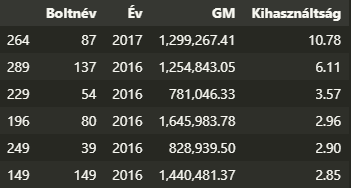 Boltnév Év GM Kihasználtság
264 87 2017 1,299,267.41 10.78
289 137 2016 1,254,843.05 6.11
229 54 2016 781,046.33 3.57
196 80 2016 1,645,983.78 2.96
249 39 2016 828,939.50 2.90
149 149 2016 1,440,481.37 2.85